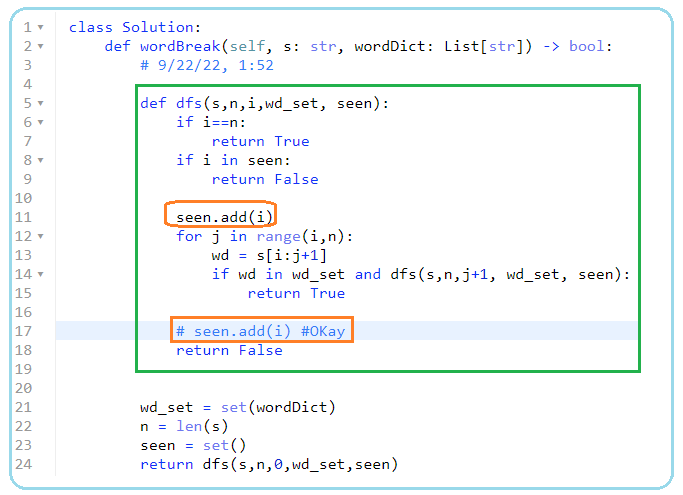 1 class Solution:
2     def wordBreak(self, s: str, wordDict: List[str]) -> bool:
3         # 9/22/22, 1:52
4
5         def dfs(s,n,i,wd_set, seen):
6             if i==n:
7                 return True
8             if i in seen:
9                 return False
10
11             seen.add(i)
12             for j in range(i,n):
13                 wd = s[i:j+1]
14                 if wd in wd_set and dfs(s,n,j+1, wd_set, seen):
15                     return True
16
17             # seen.add(i) #OKay
18             return False
19
20
21         wd_set = set(wordDict)
22         n = len(s)
23         seen = set()
24         return dfs(s,n,0,wd_set,seen)